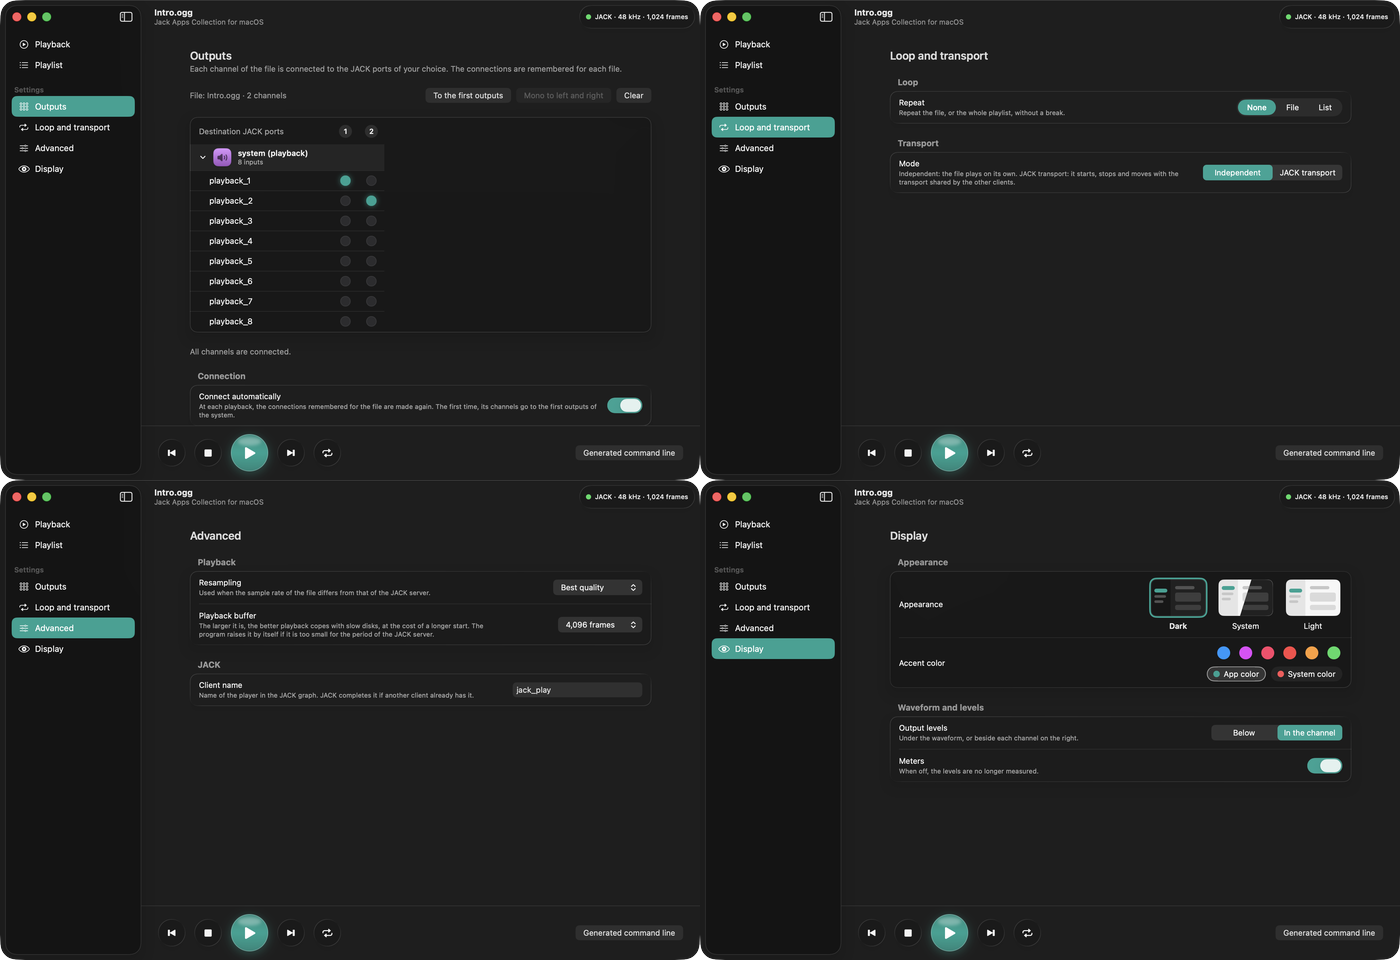 Intro.ogg
Jack Apps Collection for macOS
JACK · 48 kHz · 1,024 frames
Playback
Playlist
Settings
Outputs
Loop and transport
Advanced
Display
Outputs
Each channel of the file is connected to the JACK ports of your choice. The connections are remembered for each file.
File: Intro.ogg · 2 channels
To the first outputs
Mono to left and right
Clear
Destination JACK ports
1
2
system (playback)
8 inputs
playback_1
playback_2
playback_3
playback_4
playback_5
playback_6
playback_7
playback_8
All channels are connected.
Connection
Connect automatically
At each playback, the connections remembered for the file are made again. The first time, its channels go to the first outputs of
the system.
Generated command line
Intro.ogg
Jack Apps Collection for macOS
JACK · 48 kHz · 1,024 frames
Playback
Playlist
Settings
Outputs
Loop and transport
Advanced
Display
Loop and transport
Loop
Repeat
Repeat the file, or the whole playlist, without a break.
None
File
List
Transport
Mode
Independent: the file plays on its own. JACK transport: it starts, stops and moves with the
transport shared by the other clients.
Independent
JACK transport
Generated command line
Intro.ogg
Jack Apps Collection for macOS
JACK · 48 kHz · 1,024 frames
Playback
Playlist
Settings
Outputs
Loop and transport
Advanced
Display
Advanced
Playback
Resampling
Used when the sample rate of the file differs from that of the JACK server.
Best quality
Playback buffer
The larger it is, the better playback copes with slow disks, at the cost of a longer start. The
program raises it by itself if it is too small for the period of the JACK server.
4,096 frames
JACK
Client name
Name of the player in the JACK graph. JACK completes it if another client already has it.
jack_play
Generated command line
Intro.ogg
Jack Apps Collection for macOS
JACK · 48 kHz · 1,024 frames
Playback
Playlist
Settings
Outputs
Loop and transport
Advanced
Display
Display
Appearance
Appearance
Dark
System
Light
Accent color
App color
System color
Waveform and levels
Output levels
Under the waveform, or beside each channel on the right.
Below
In the channel
Meters
When off, the levels are no longer measured.
Generated command line